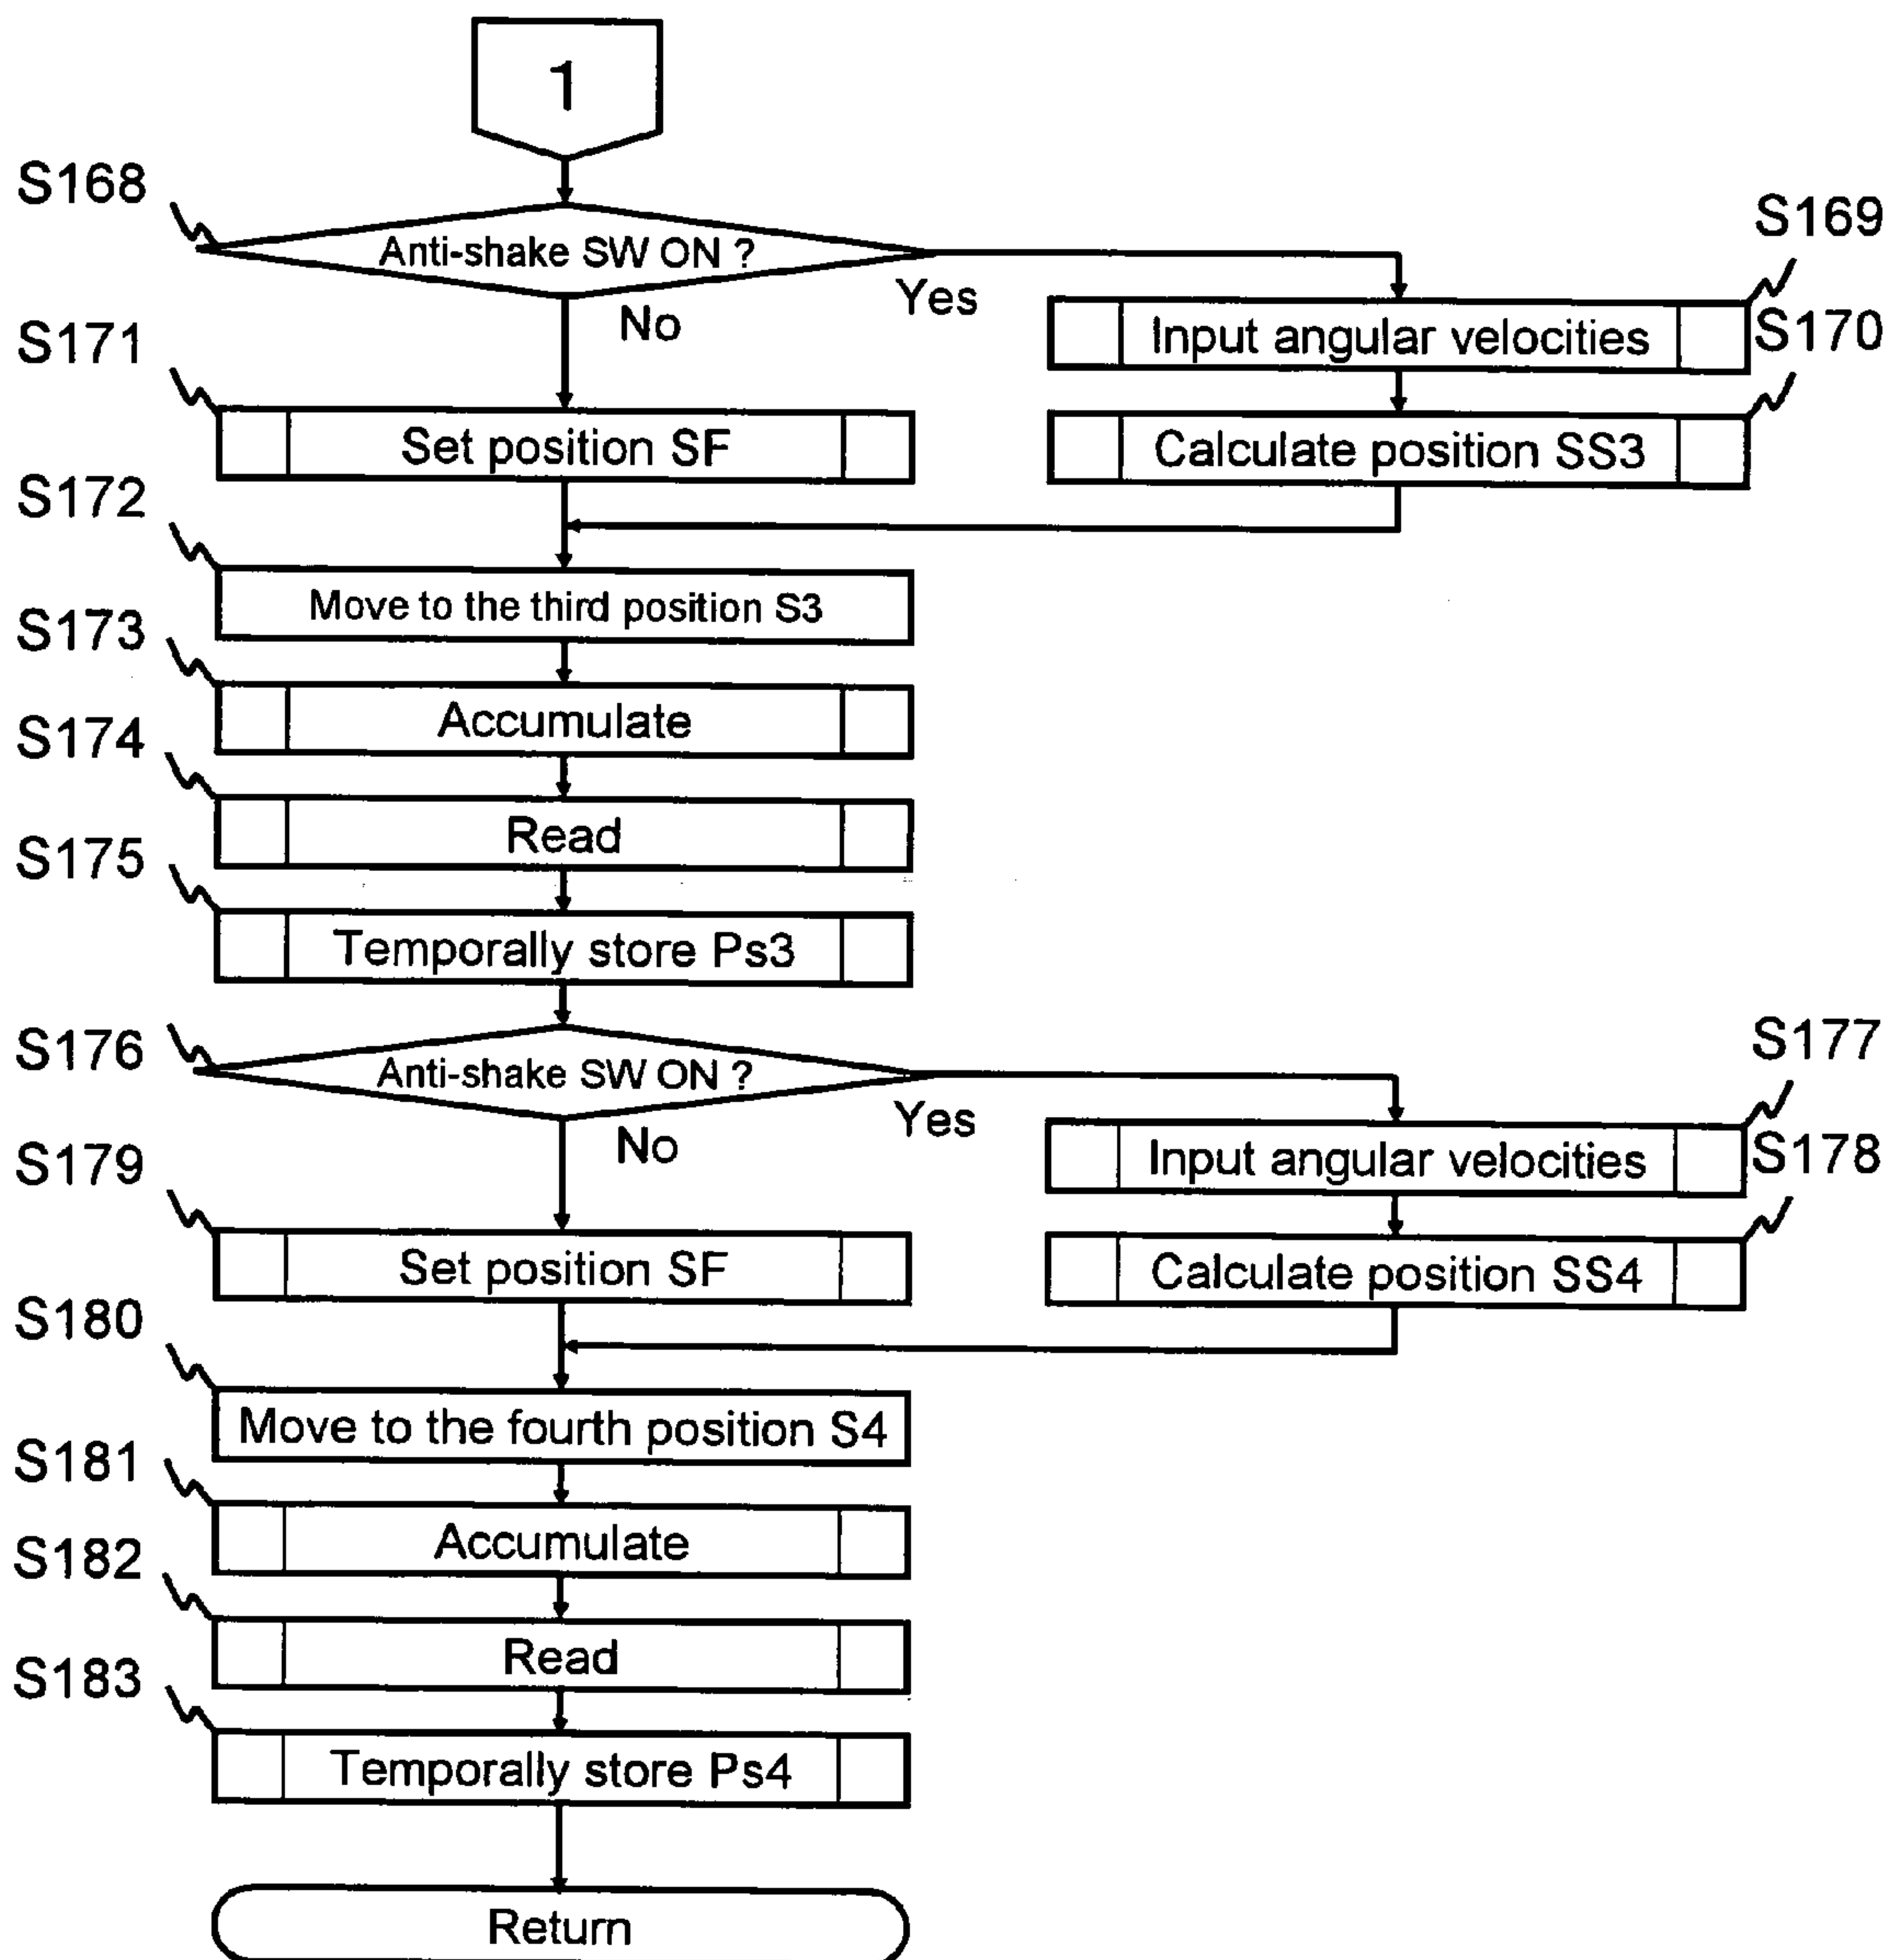 1
S168
Anti-shake SW ON ?
Yes
No
S169
Input angular velocities
S170
Calculate position SS3
S171
Set position SF
S172
Move to the third position S3
S173
Accumulate
S174
Read
S175
Temporally store Ps3
S176
Anti-shake SW ON ?
Yes
No
S177
Input angular velocities
S178
Calculate position SS4
S179
Set position SF
S180
Move to the fourth position S4
S181
Accumulate
S182
Read
S183
Temporally store Ps4
Return